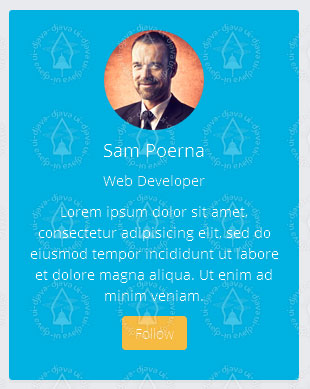 Sam Poerna
Web Developer
Lorem ipsum dolor sit amet,
consectetur adipisicing elit, sed do
eiusmod tempor incididunt ut labore
et dolore magna aliqua. Ut enim ad
minim veniam.
Follow